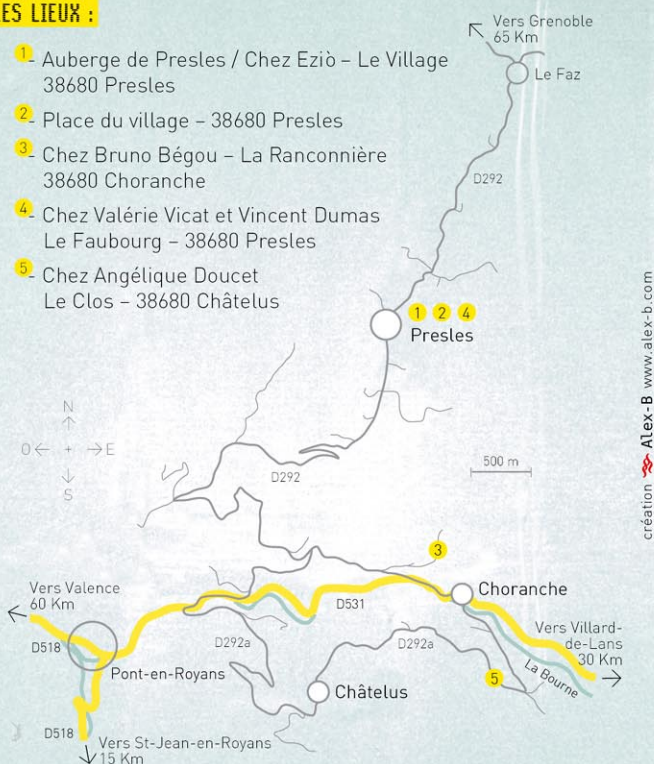 LES LIEUX :
1 - Auberge de Presles / Chez Eziò – Le Village
38680 Presles
2 - Place du village – 38680 Presles
3 - Chez Bruno Bégou – La Ranconnière
38680 Choranche
4 - Chez Valérie Vicat et Vincent Dumas
Le Faubourg – 38680 Presles
5 - Chez Angélique Doucet
Le Clos – 38680 Châtelus
Vers Grenoble
65 Km
Le Faz
D292
1 2 4
Presles
N
O + E
S
500 m
D292
3
Choranche
Vers Valence
60 Km
D531
D518
Pont-en-Royans
D292a
D292a
Vers Villard-
de-Lans
30 Km
La Bourne
5
Châtelus
D518
Vers St-Jean-en-Royans
15 Km
création Alex-B www.alex-b.com